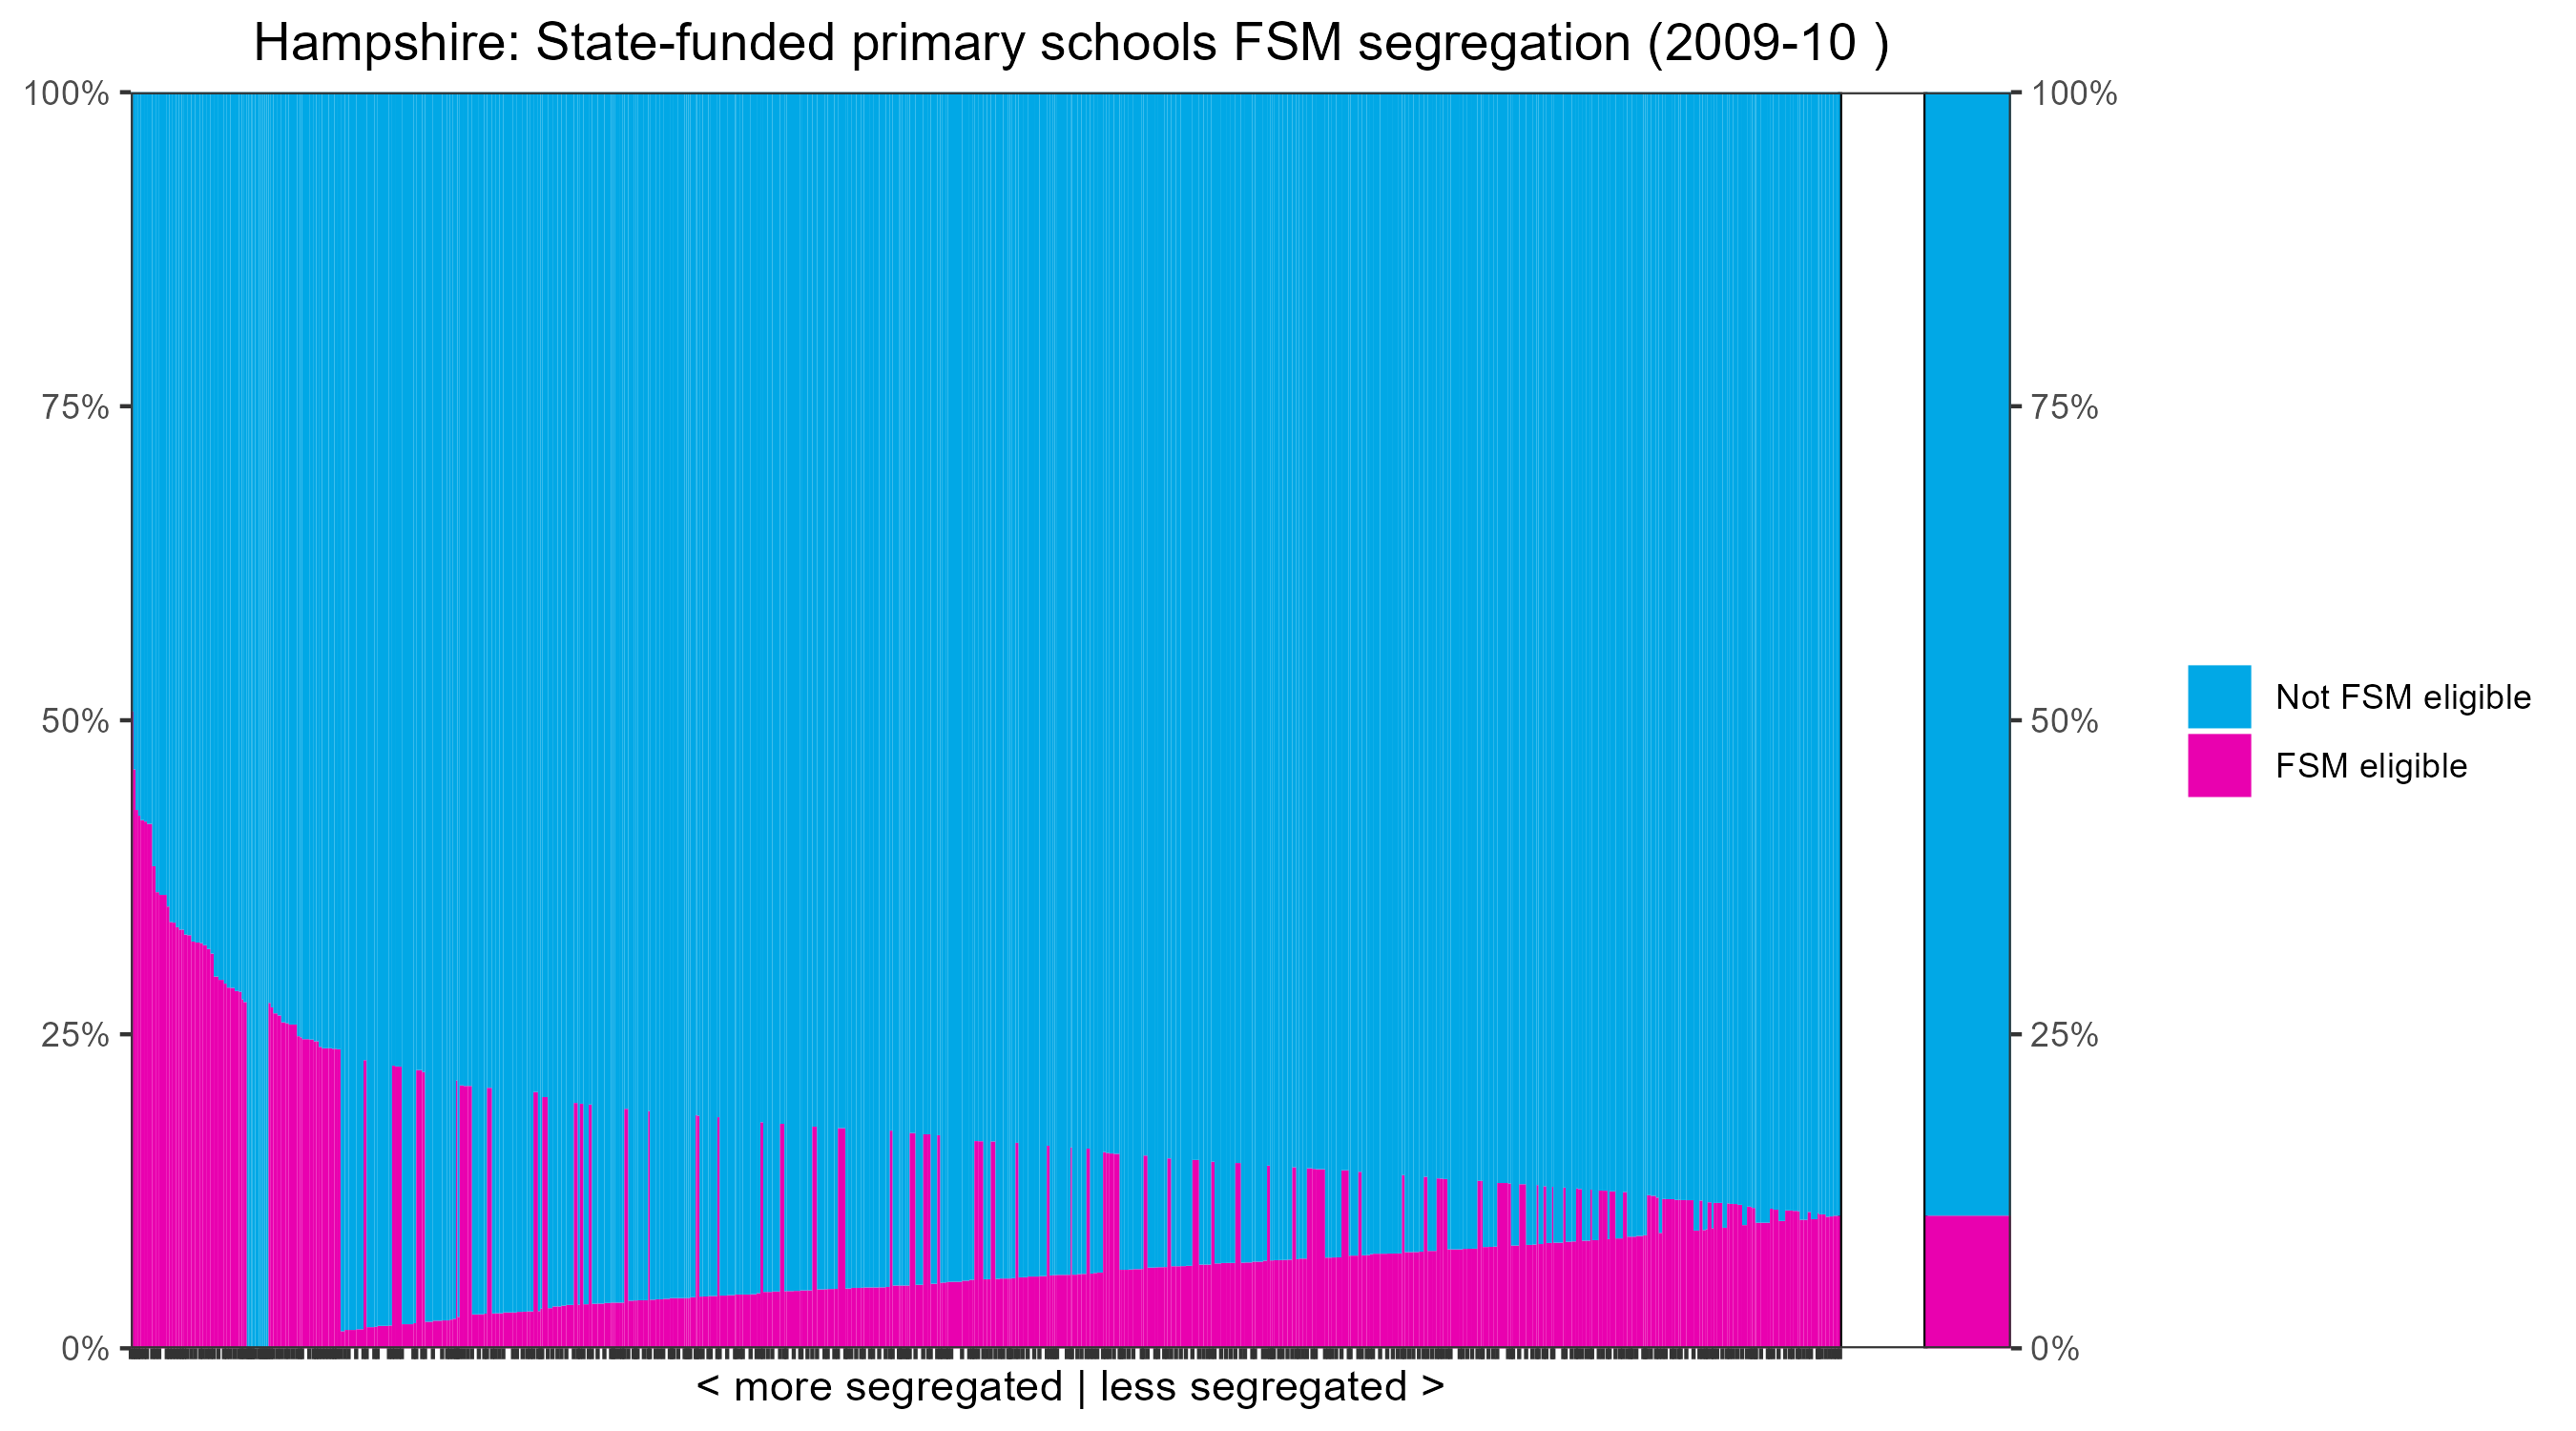 Hampshire: State-funded primary schools FSM segregation (2009-10 )
100%
75%
50%
25%
0%
100%
75%
50%
25%
0%
Not FSM eligible
FSM eligible
< more segregated | less segregated >